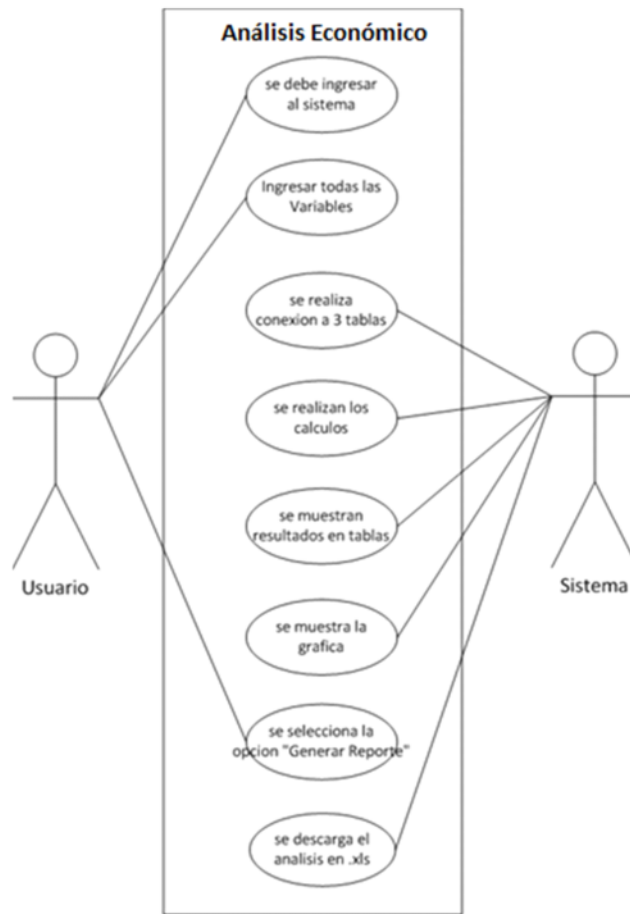 Análisis Económico
se debe ingresar
al sistema
Ingresar todas las
Variables
se realiza
conexion a 3 tablas
se realizan los
calculos
se muestran
resultados en tablas
Usuario
Sistema
se muestra la
grafica
se selecciona la
opcion "Generar Reporte"
se descarga el
analisis en .xls